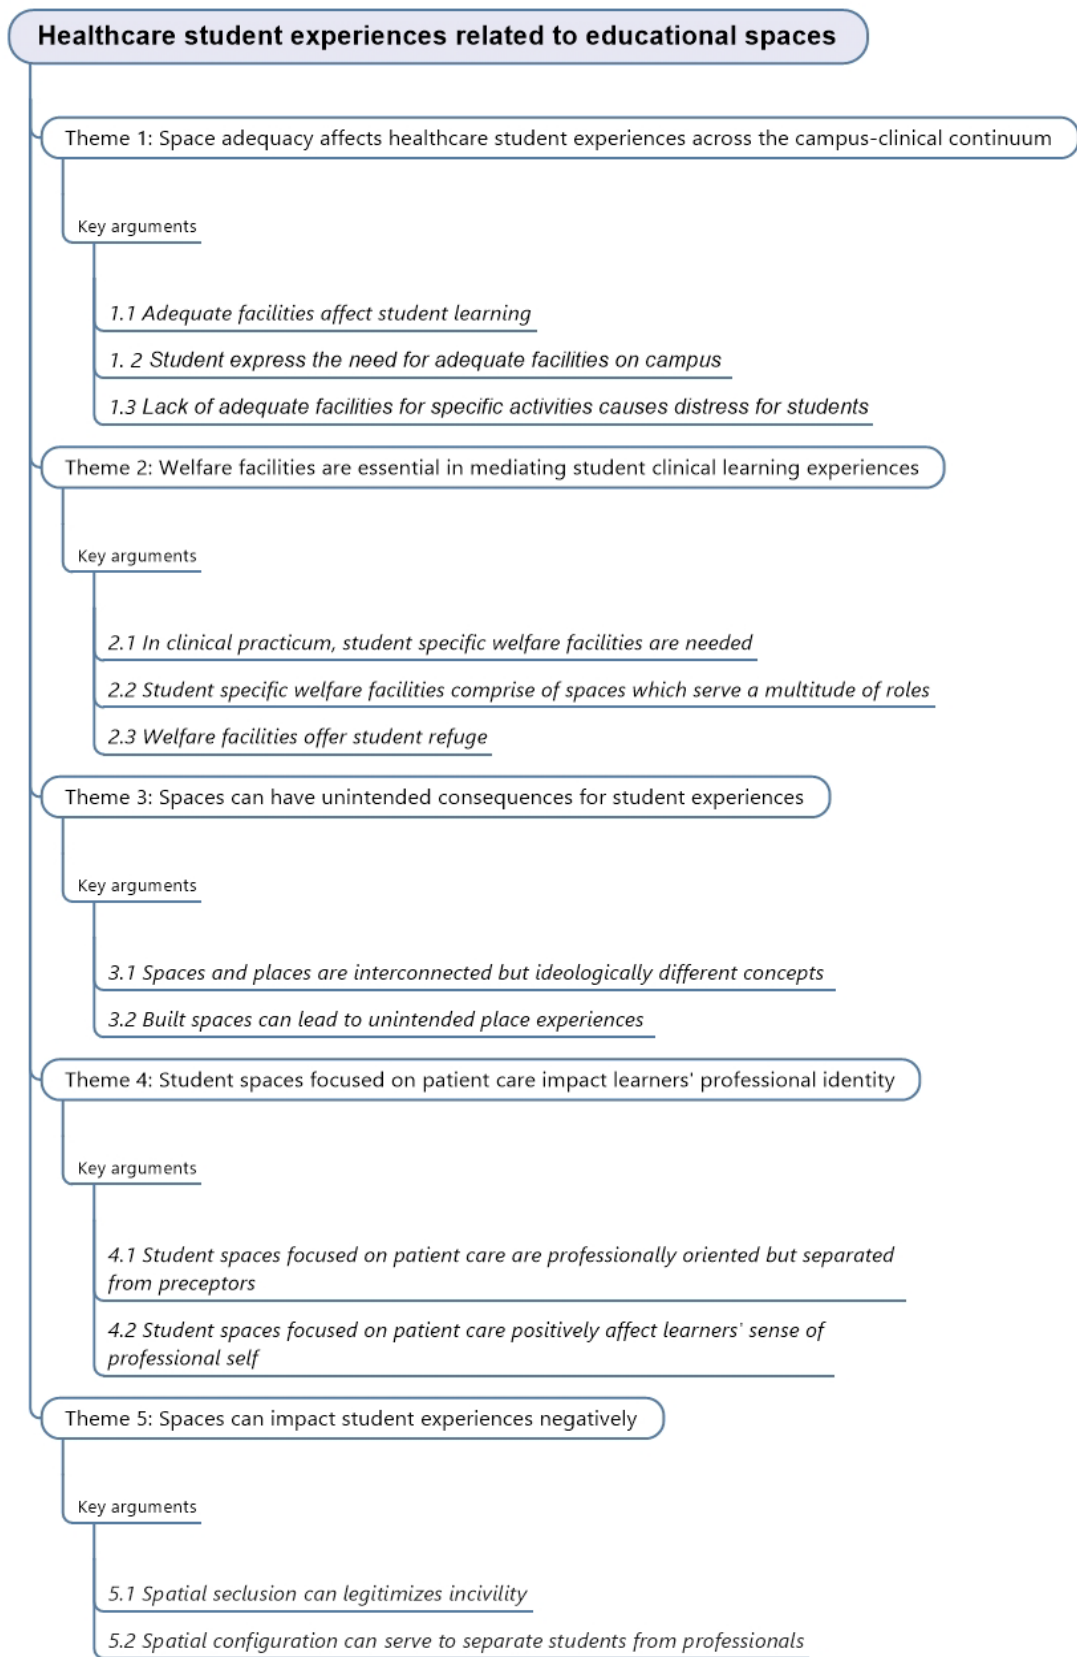 Healthcare student experiences related to educational spaces
Theme 1: Space adequacy affects healthcare student experiences across the campus-clinical continuum
Key arguments
1.1 Adequate facilities affect student learning
1. 2 Student express the need for adequate facilities on campus
1.3 Lack of adequate facilities for specific activities causes distress for students
Theme 2: Welfare facilities are essential in mediating student clinical learning experiences
Key arguments
2.1 In clinical practicum, student specific welfare facilities are needed
2.2 Student specific welfare facilities comprise of spaces which serve a multitude of roles
2.3 Welfare facilities offer student refuge
Theme 3: Spaces can have unintended consequences for student experiences
Key arguments
3.1 Spaces and places are interconnected but ideologically different concepts
3.2 Built spaces can lead to unintended place experiences
Theme 4: Student spaces focused on patient care impact learners' professional identity
Key arguments
4.1 Student spaces focused on patient care are professionally oriented but separated
from preceptors
4.2 Student spaces focused on patient care positively affect learners' sense of
professional self
Theme 5: Spaces can impact student experiences negatively
Key arguments
5.1 Spatial seclusion can legitimizes incivility
5.2 Spatial configuration can serve to separate students from professionals